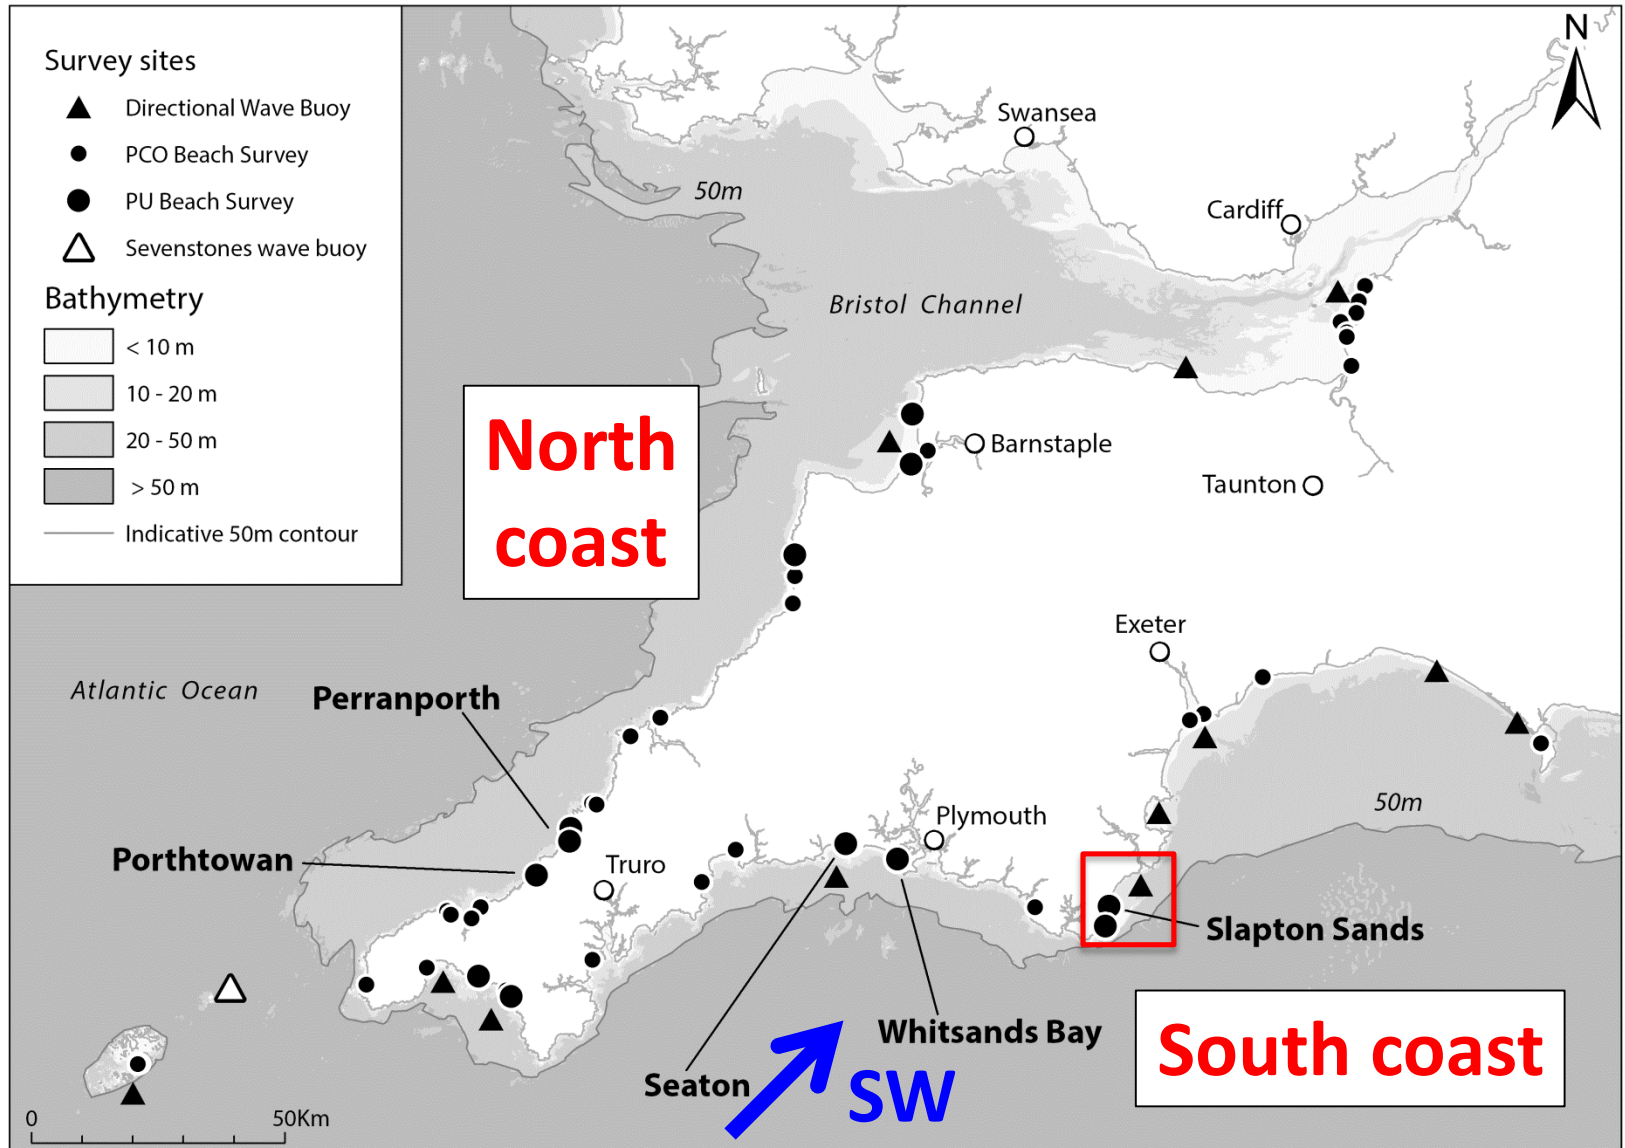 Survey sites
Directional Wave Buoy
PCO Beach Survey
PU Beach Survey
Sevenstones wave buoy
Bathymetry
< 10 m
10 - 20 m
20 - 50 m
> 50 m
Indicative 50m contour
N
Swansea
50m
Cardiff
Bristol Channel
North
coast
Barnstaple
Taunton
Exeter
Atlantic Ocean
Perranporth
50m
Plymouth
Porthtowan
Truro
Slapton Sands
Whitsands Bay
South coast
Seaton
SW
0
50Km